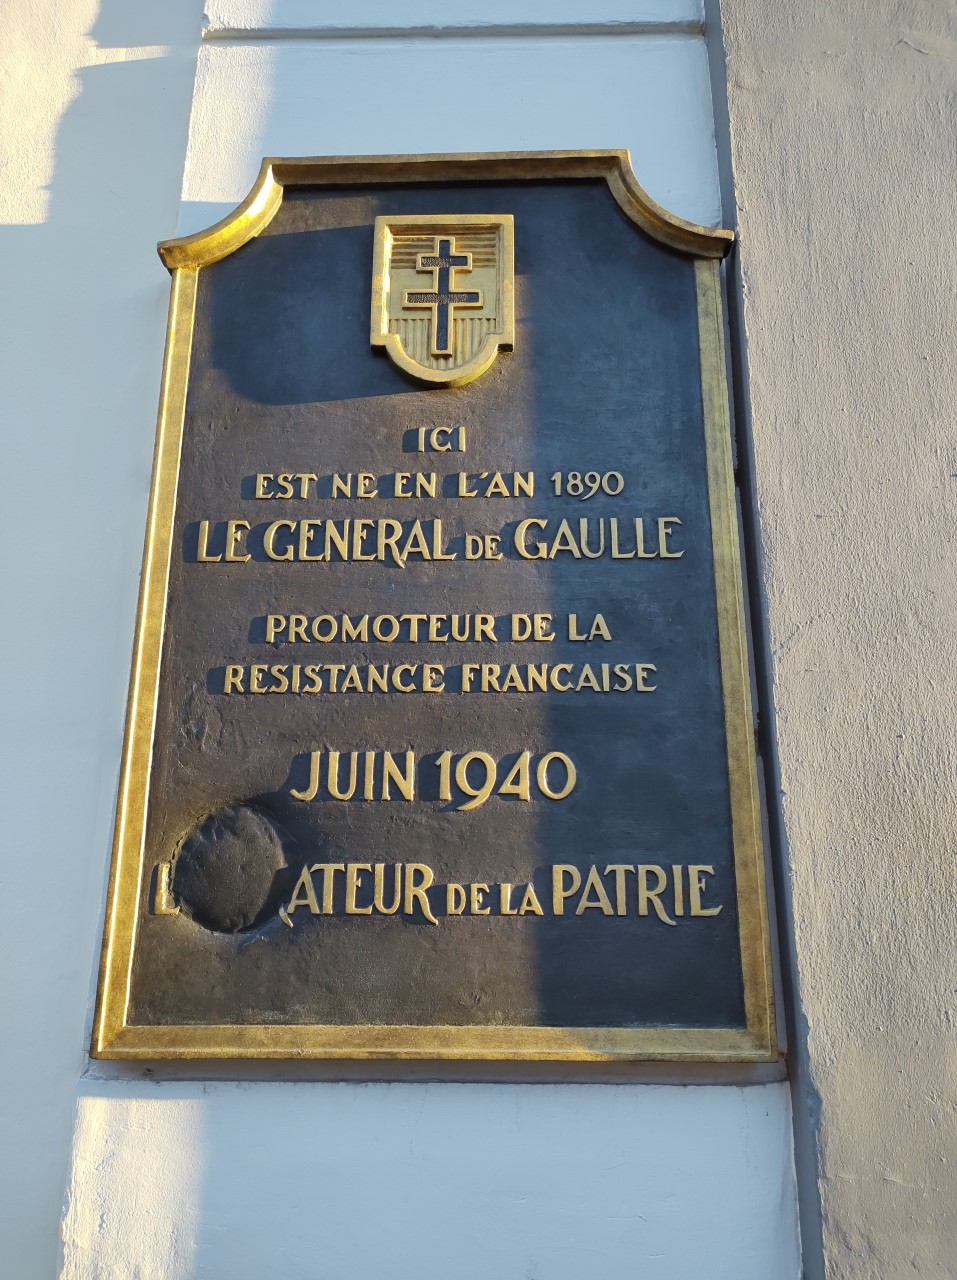 ICI
EST NE EN L'AN 1890
LE GENERAL DE GAULLE
PROMOTEUR DE LA
RESISTANCE FRANÇAISE
JUIN 1940
DE LA PATRIE